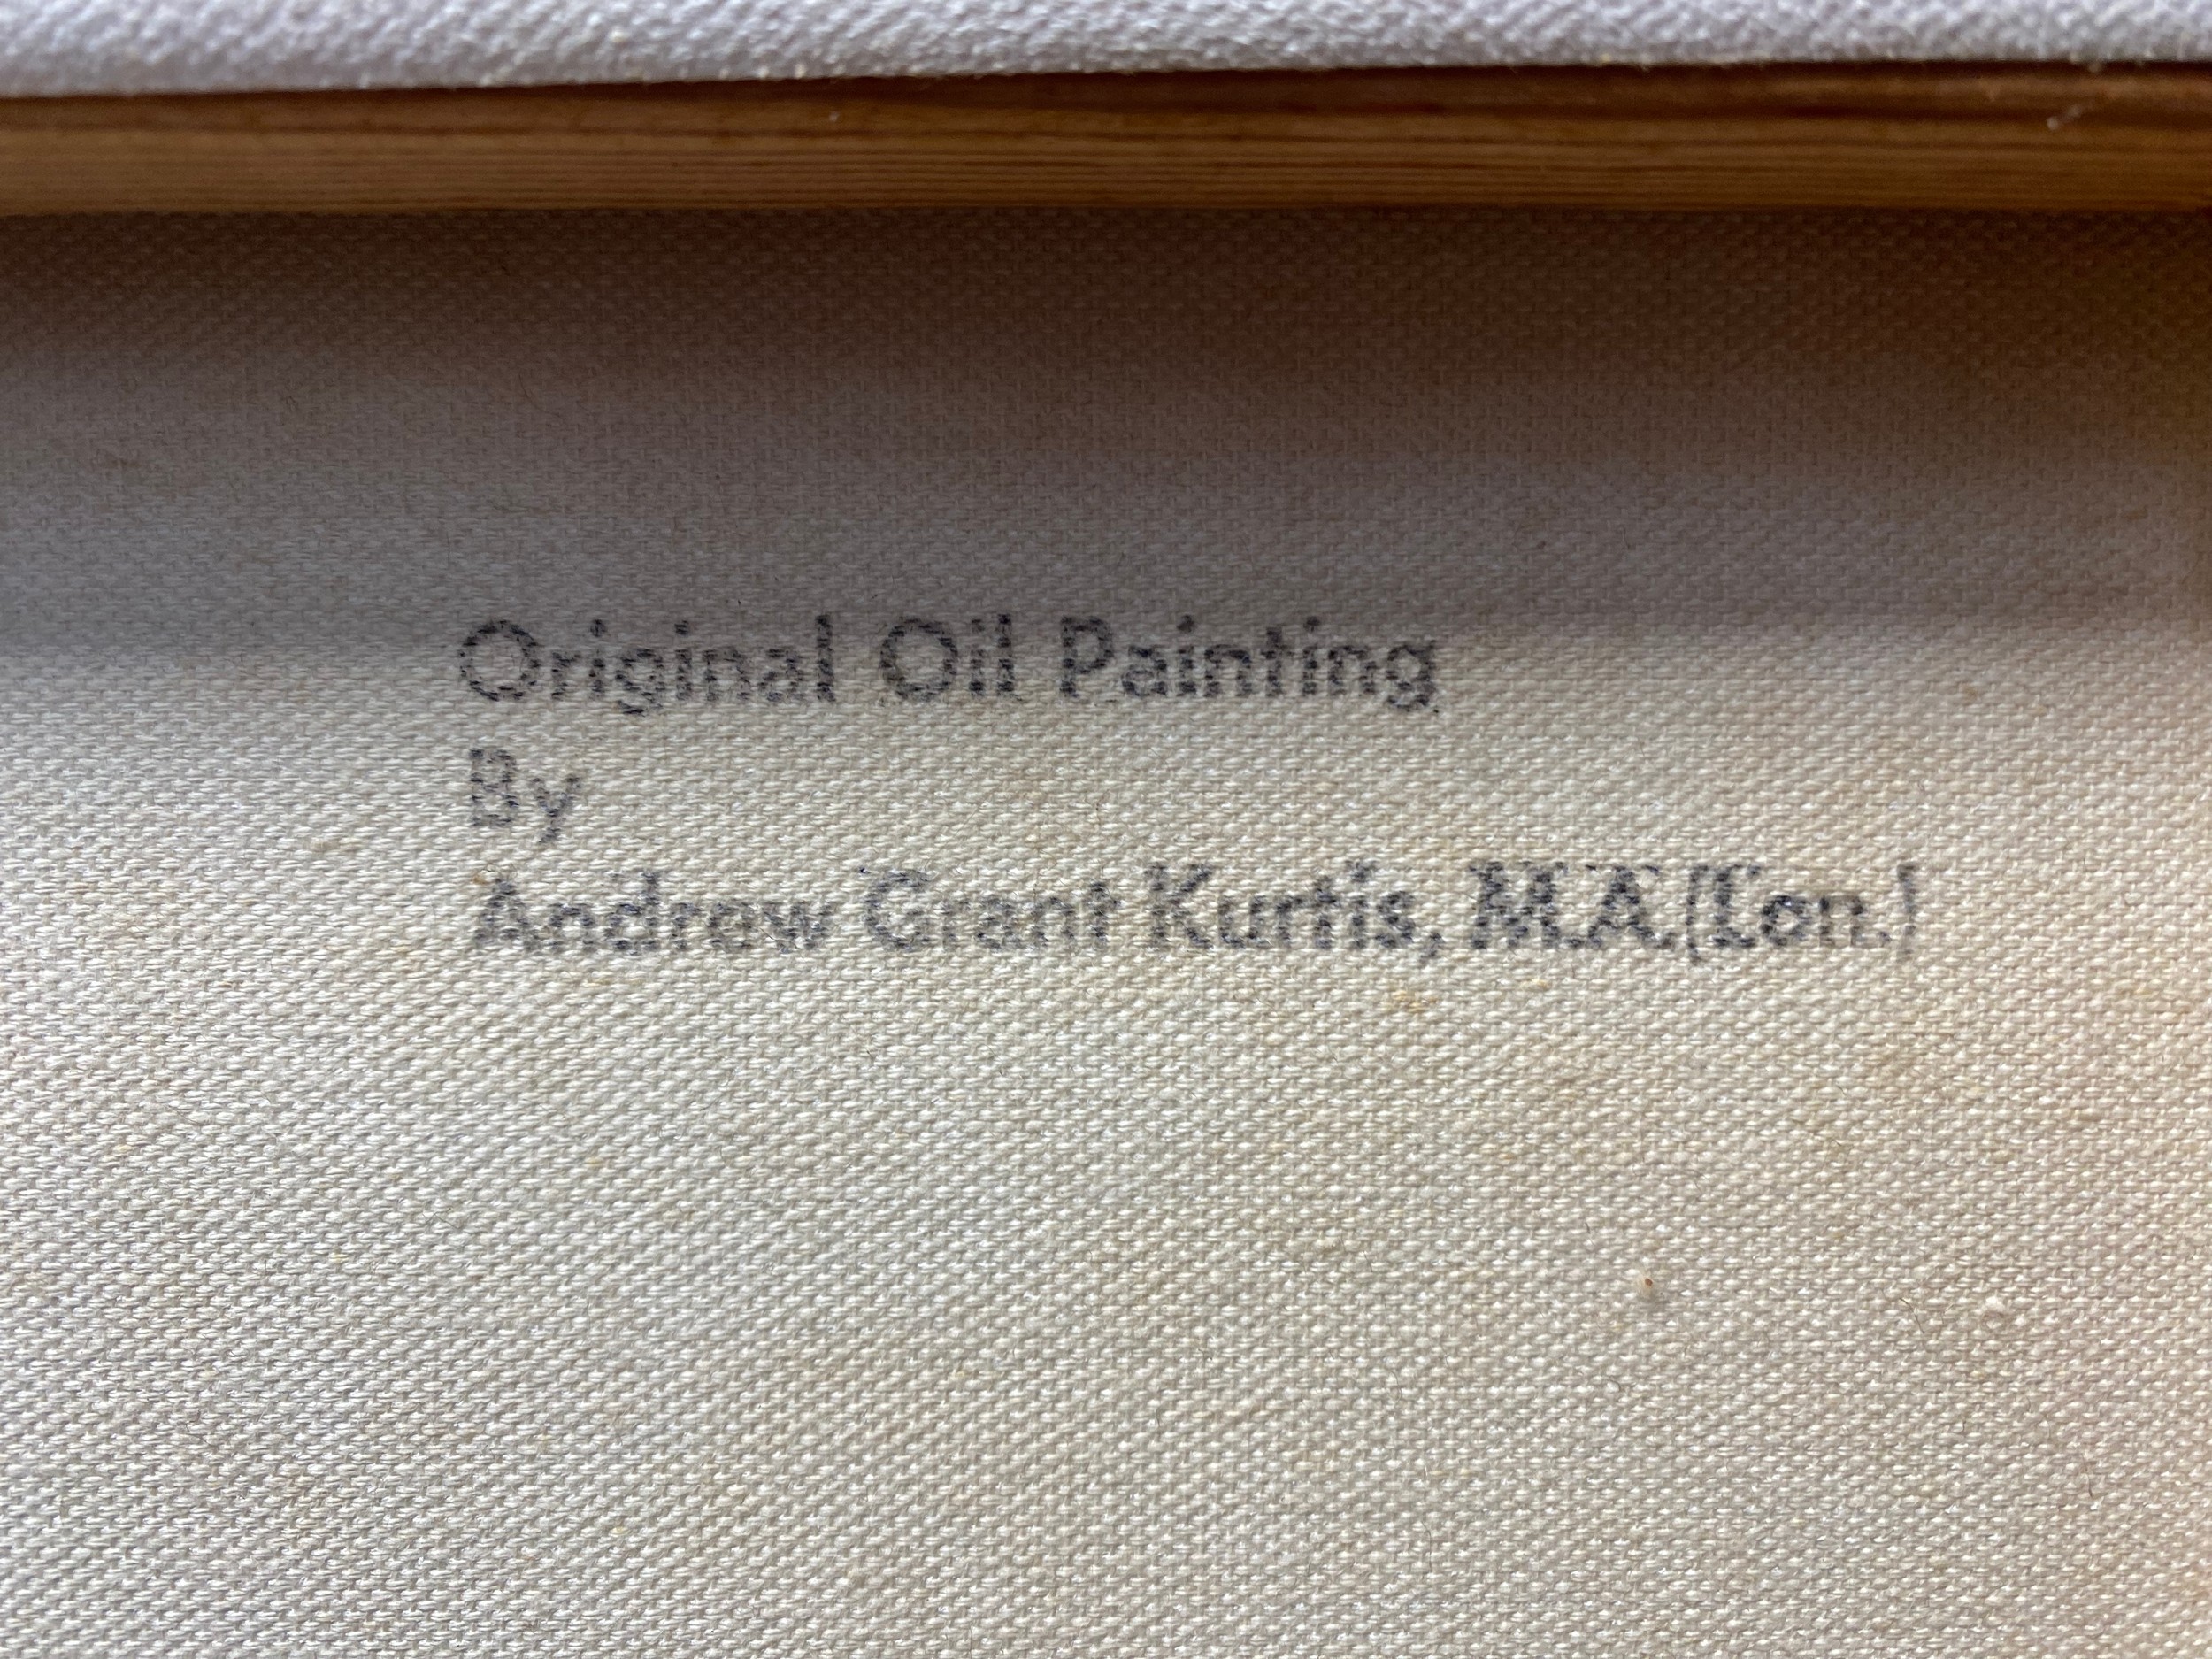 Original Oil Painting
By
Andrew Grant Kurtis, M.A.(Lon.)